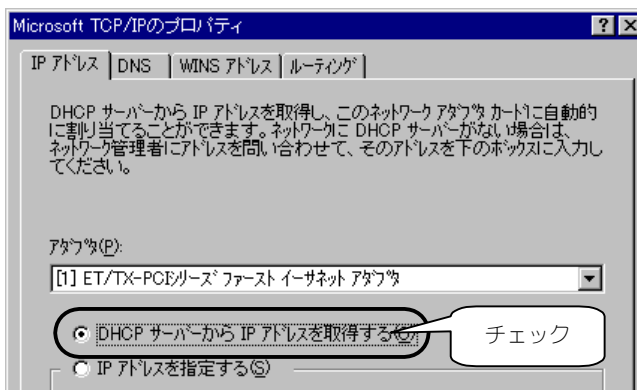 Microsoft TCP/IPのプロパティ
IP アドレス DNS WINS アドレス ルーティング
DHCP サーバーから IP アドレスを取得し、このネットワーク アダプタ カードに自動的
に割り当てることができます。ネットワークに DHCP サーバーがない場合は、
ネットワーク管理者にアドレスを問い合わせて、そのアドレスを下のボックスに入力し
てください。
アダプタ(P):
[1] ET/TX-PCIシリーズ ファースト イーサネット アダプタ
DHCP サーバーから IP アドレスを取得する(O)
チェック
IP アドレスを指定する(S)